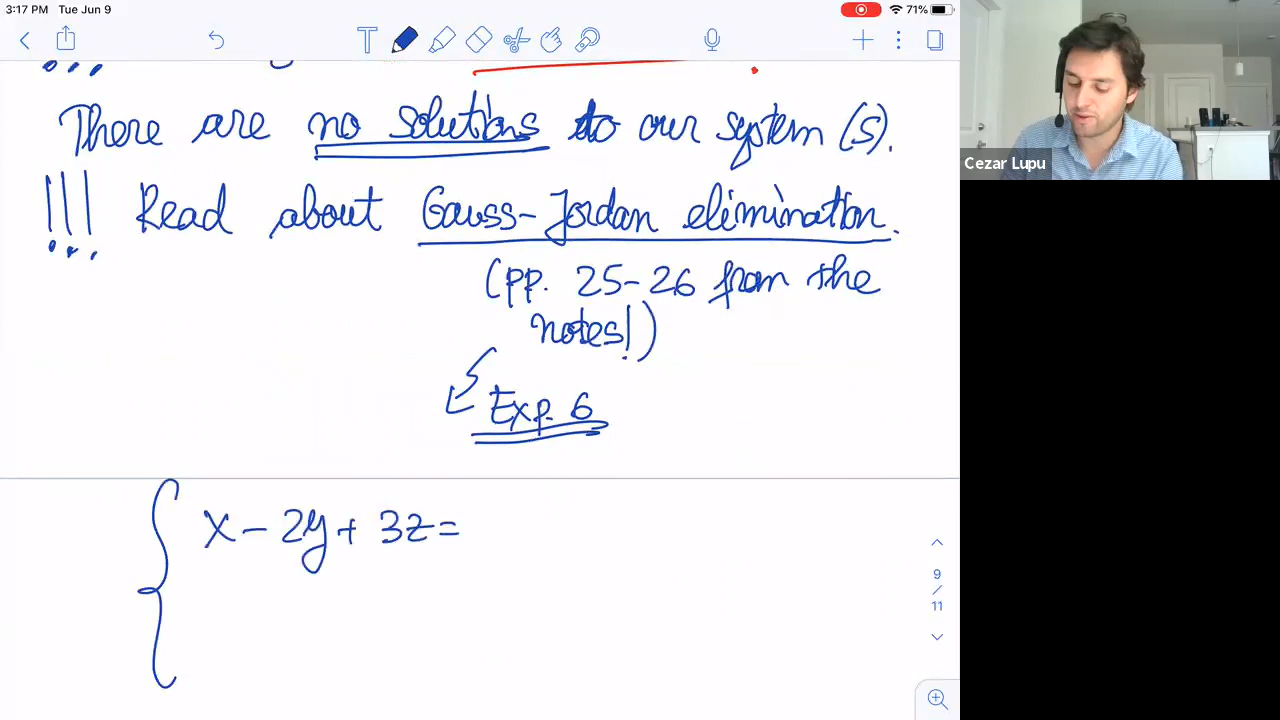 3:17 PM Tue Jun 9
71%
T
There are no solutions to our system (S).
!!! Read about Gauss-Jordan elimination.
(pp. 25-26 from the
notes!)
Exp. 6
x - 2y + 3z =
9
/
11
Cezar Lupu